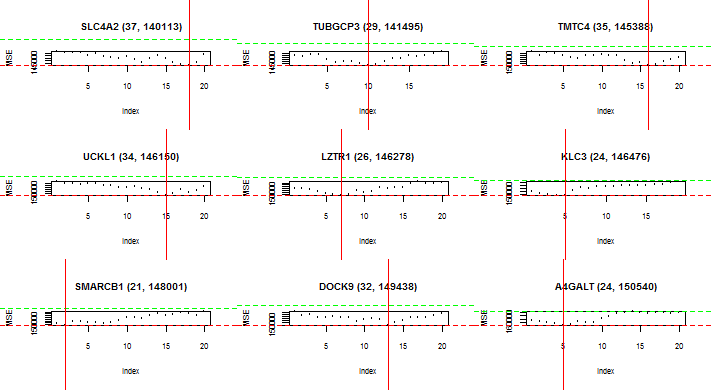 SLC4A2 (37, 140113)
MSE
145000
5 10 15 20
Index
TUBGCP3 (29, 141495)
MSE
145000
5 10 15
Index
TMTC4 (35, 145388)
MSE
150000
5 10 15 20
Index
UCKL1 (34, 146150)
MSE
150000
5 10 15 20
Index
LZTR1 (26, 146278)
MSE
150000
5 10 15 20
Index
KLC3 (24, 146476)
MSE
150000
5 10 15
Index
SMARCB1 (21, 148001)
MSE
150000
5 10 15 20
Index
DOCK9 (32, 149438)
MSE
150000
5 10 15 20
Index
A4GALT (24, 150540)
MSE
160000
5 10 15 20
Index